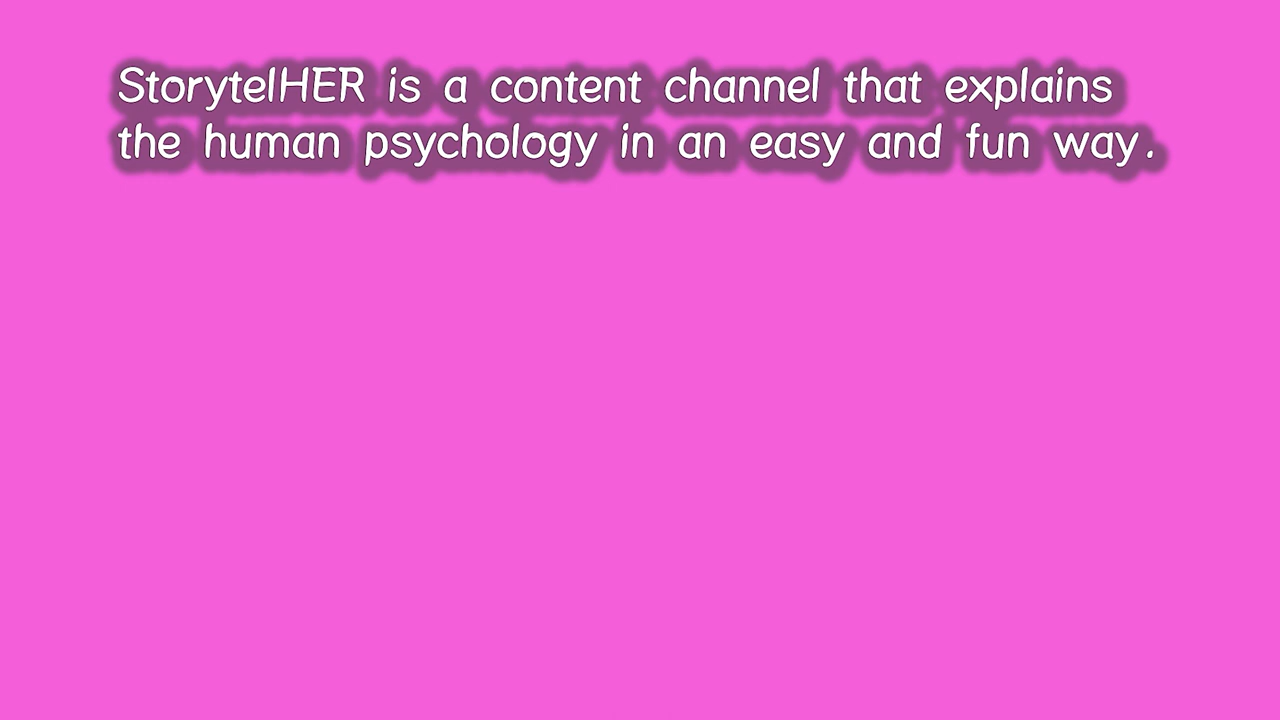 StorytelHER is a content channel that explains
the human psychology in an easy and fun way.